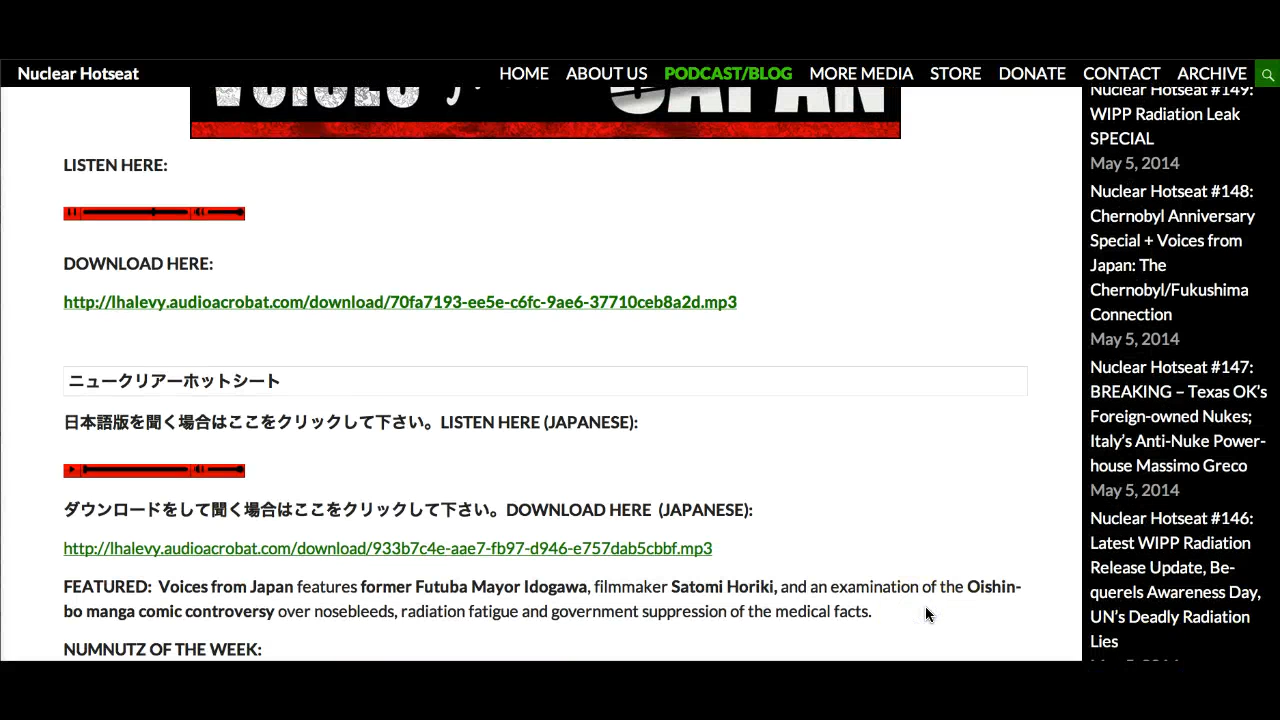 Nuclear Hotseat
HOME ABOUT US PODCAST/BLOG MORE MEDIA STORE DONATE CONTACT ARCHIVE
VOICES JAPAN
LISTEN HERE:
DOWNLOAD HERE:
http://lhalevy.audioacrobat.com/download/70fa7193-ee5e-c6fc-9ae6-37710ceb8a2d.mp3
ニュークリアーホットシート
日本語版を聞く場合はここをクリックして下さい。LISTEN HERE (JAPANESE):
ダウンロードをして聞く場合はここをクリックして下さい。DOWNLOAD HERE (JAPANESE):
http://lhalevy.audioacrobat.com/download/933b7c4e-aae7-fb97-d946-e757dab5cbbf.mp3
FEATURED: Voices from Japan features former Futuba Mayor Idogawa, filmmaker Satomi Horiki, and an examination of the Oishin-
bo manga comic controversy over nosebleeds, radiation fatigue and government suppression of the medical facts.
NUMNUTZ OF THE WEEK:
Nuclear Hotseat #149:
WIPP Radiation Leak
SPECIAL
May 5, 2014
Nuclear Hotseat #148:
Chernobyl Anniversary
Special + Voices from
Japan: The
Chernobyl/Fukushima
Connection
May 5, 2014
Nuclear Hotseat #147:
BREAKING – Texas OK's
Foreign-owned Nukes;
Italy's Anti-Nuke Power-
house Massimo Greco
May 5, 2014
Nuclear Hotseat #146:
Latest WIPP Radiation
Release Update, Be-
querels Awareness Day,
UN's Deadly Radiation
Lies